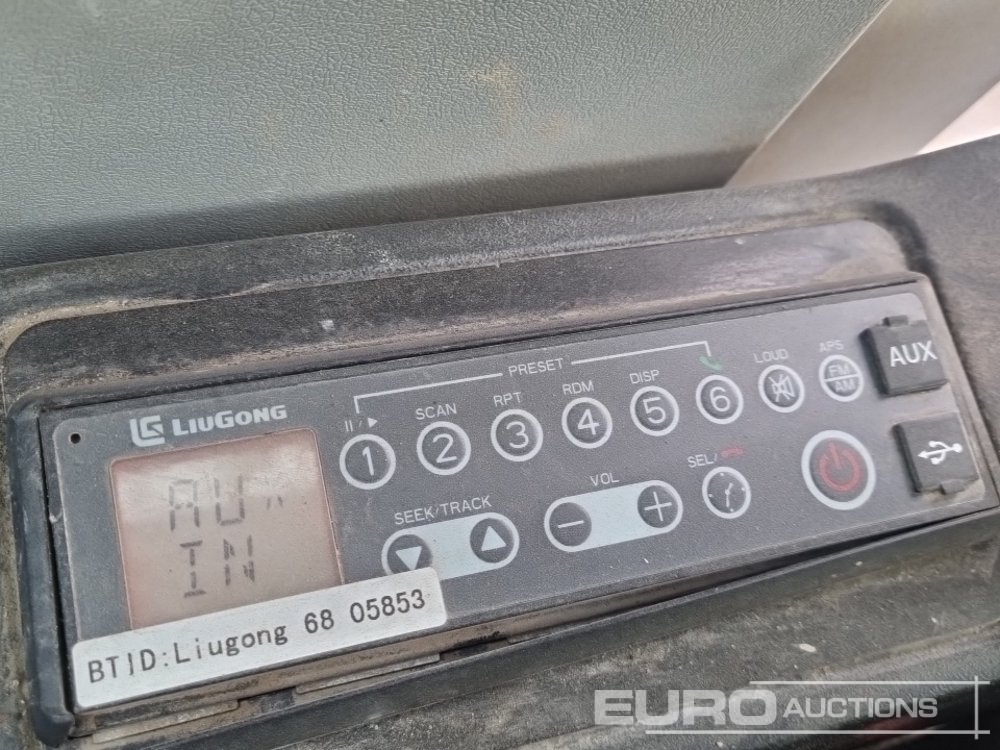 PRESET
II/▶ SCAN RPT RDM DISP LOUD APS
LIUGONG
1 2 3 4 5 6 FM AM
AUX
SEEK/TRACK VOL SEL/
IN
BTID:Liugong 68 05853
EURO AUCTIONS